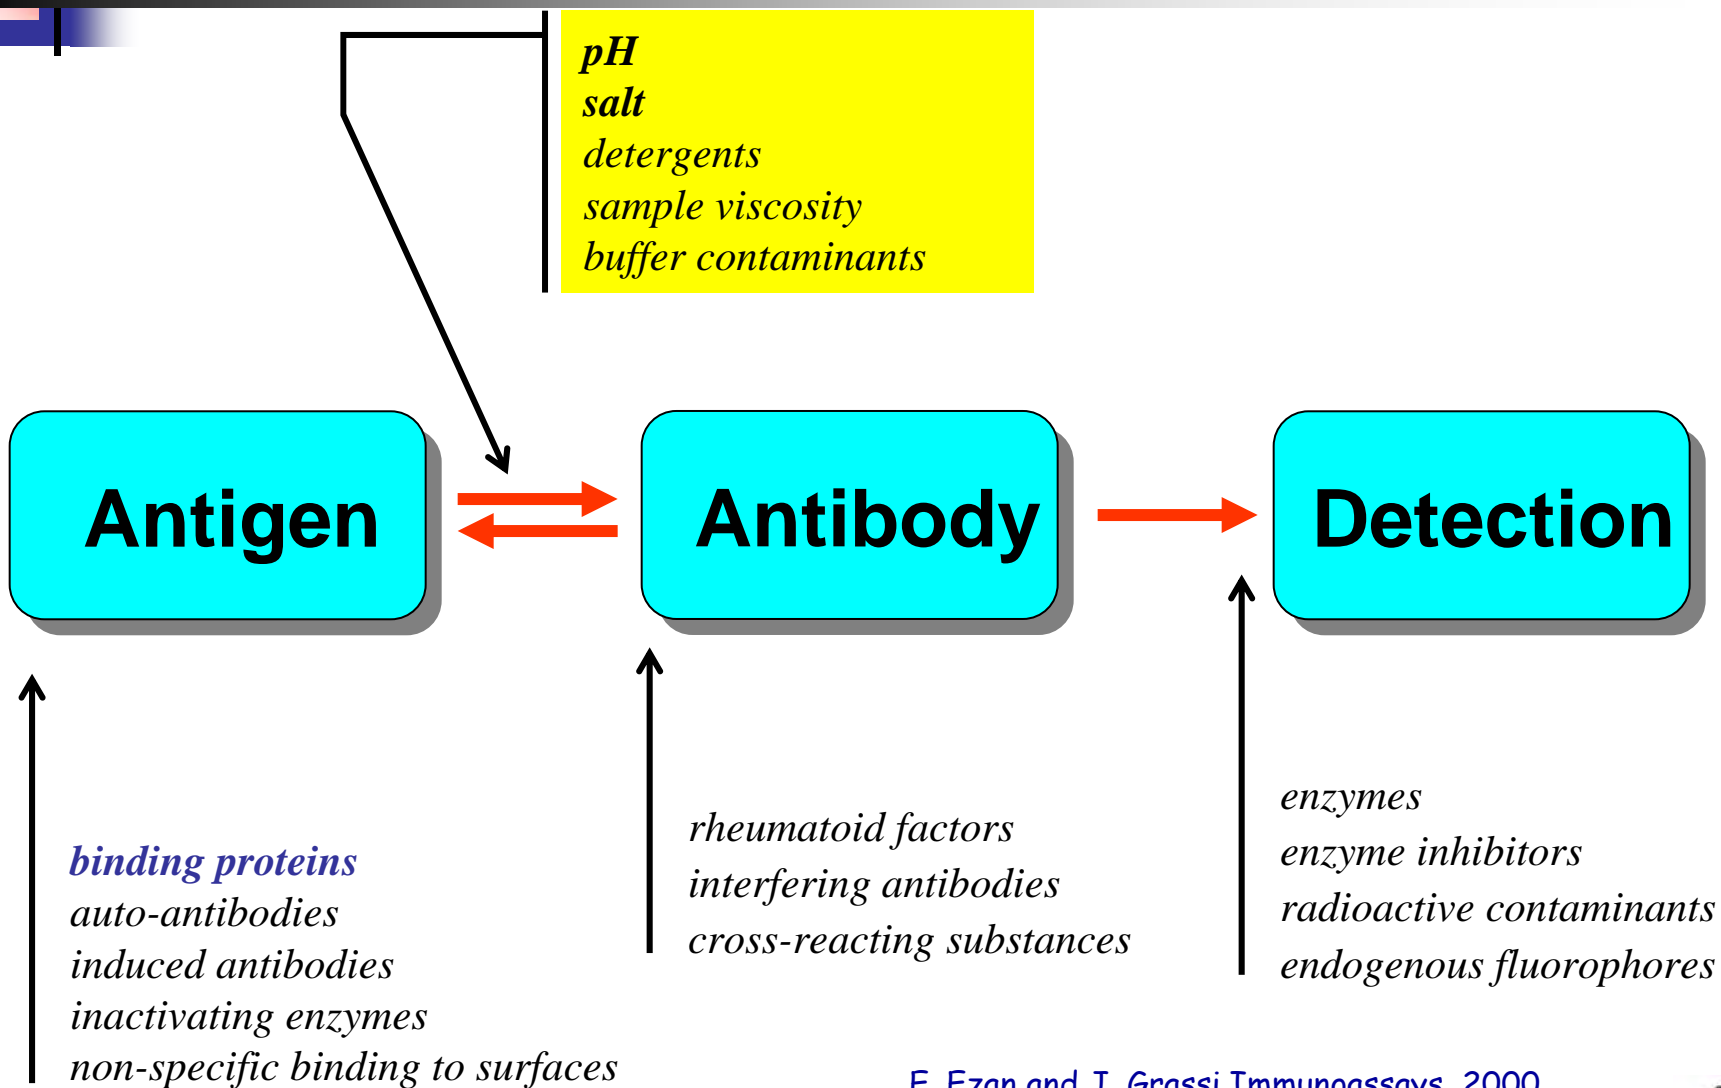 pH
salt
detergents
sample viscosity
buffer contaminants
Antigen
Antibody
Detection
binding proteins
auto-antibodies
induced antibodies
inactivating enzymes
non-specific binding to surfaces
rheumatoid factors
interfering antibodies
cross-reacting substances
enzymes
enzyme inhibitors
radioactive contaminants
endogenous fluorophores
E. Ezan and J. Grassi Immunoassays, 2000